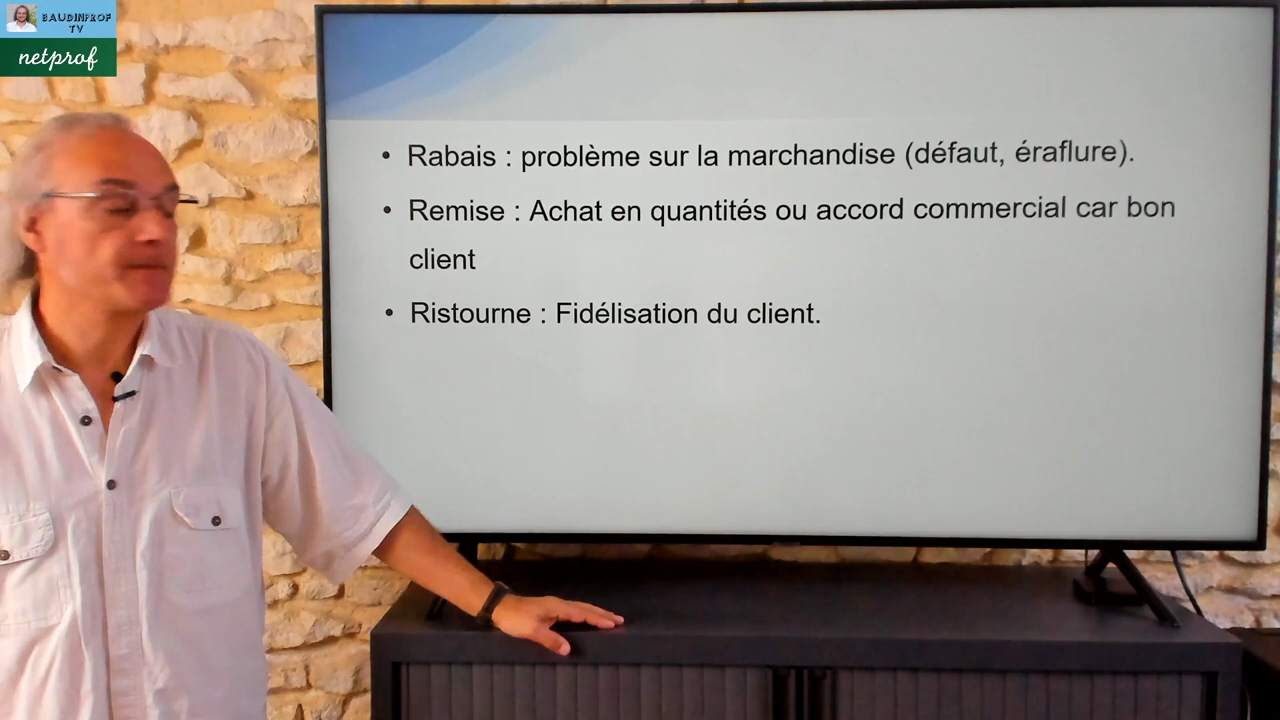 BAUDINPROF
TV
netprof
• Rabais : problème sur la marchandise (défaut, éraflure).
• Remise : Achat en quantités ou accord commercial car bon
client
• Ristourne : Fidélisation du client.